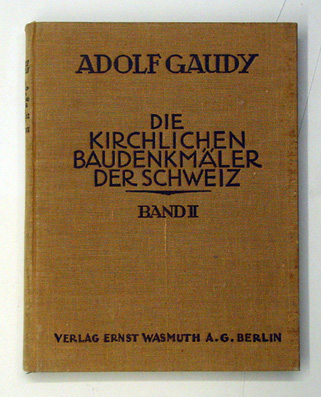 ADOLF GAUDY
DIE
KIRCHLICHEN
BAUDENKMÄLER
DER SCHWEIZ
BAND II
VERLAG ERNST WASMUTH A.G. BERLIN